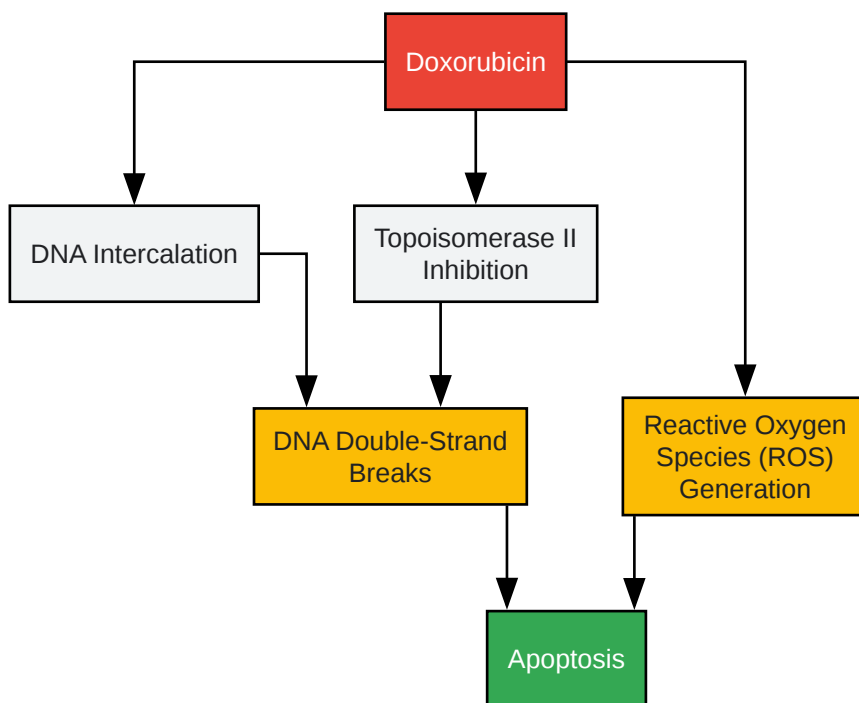 Doxorubicin
DNA Intercalation
Topoisomerase II
Inhibition
DNA Double-Strand
Breaks
Reactive Oxygen
Species (ROS)
Generation
Apoptosis